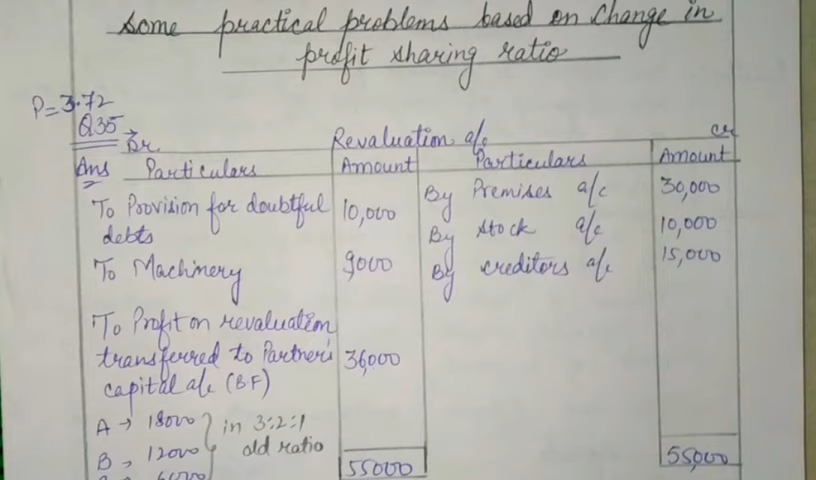 Some practical problems based on Change in
profit sharing ratio
P=3.72
Q35
Dr Revaluation a/c cr
Ans Particulars Amount Particulars Amount
To Provision for doubtful debts 10,000 By Premises a/c 30,000
To Machinery 9000 By Stock a/c 10,000
By creditors a/c 15,000
To Profit on revaluation
transferred to Partner's 36,000
capital a/c (BF)
A → 18000 in 3:2:1
B → 12000 old ratio
55000 55,000